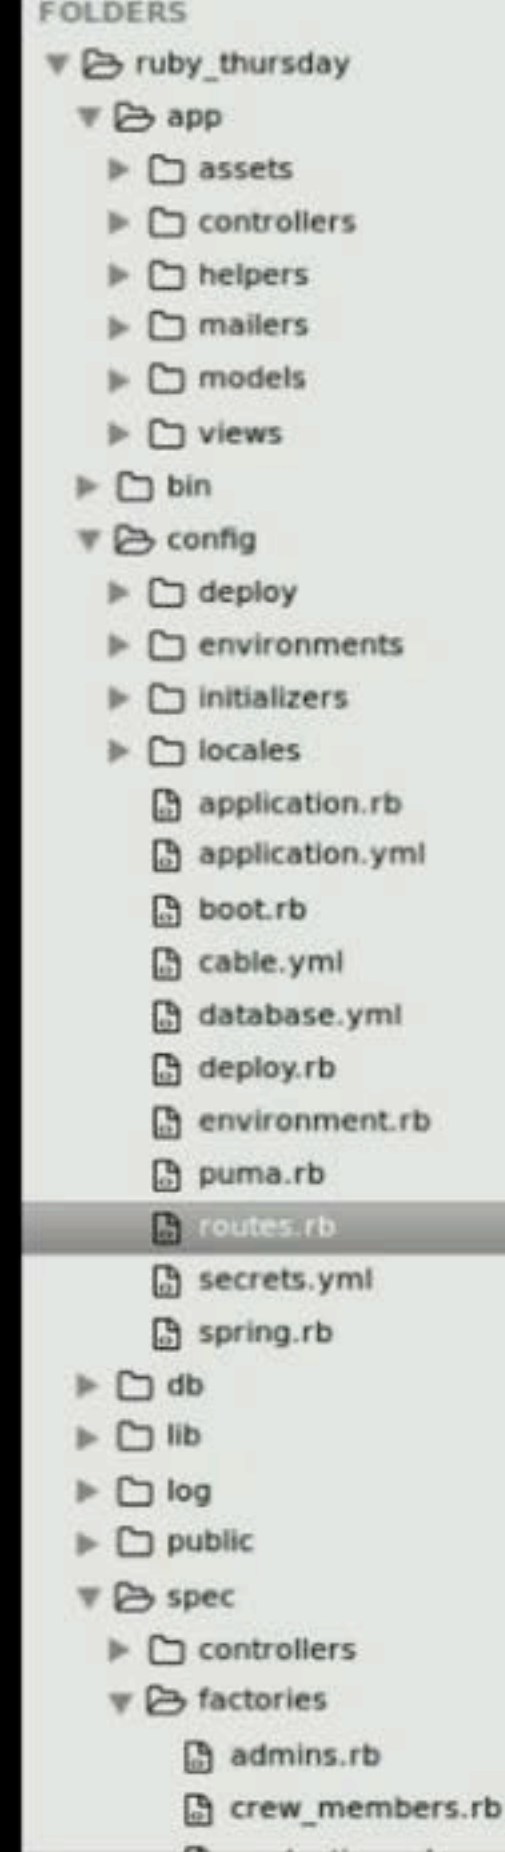 FOLDERS
ruby_thursday
app
assets
controllers
helpers
mailers
models
views
bin
config
deploy
environments
initializers
locales
application.rb
application.yml
boot.rb
cable.yml
database.yml
deploy.rb
environment.rb
puma.rb
routes.rb
secrets.yml
spring.rb
db
lib
log
public
spec
controllers
factories
admins.rb
crew_members.rb